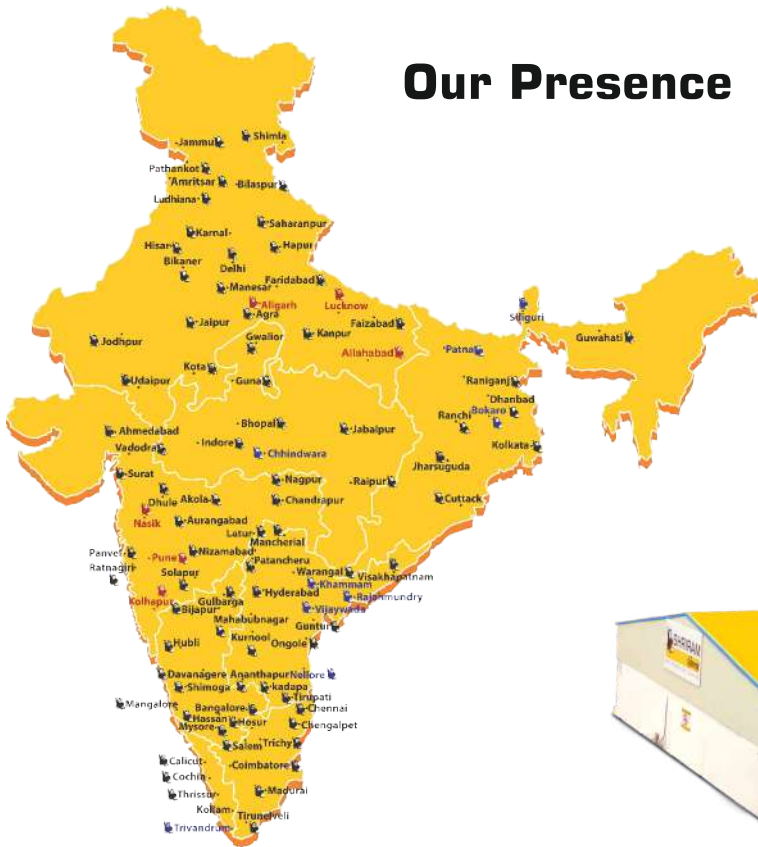 Our Presence
Shimla
Jammu
Pathankot
Amritsar
Bilaspur
Ludhiana
Saharanpur
Karnal
Hisar
Hapur
Bikaner
Delhi
Faridabad
Manesar
Aligarh
Lucknow
Siliguri
Agra
Jaipur
Faizabad
Kanpur
Gwalior
Guwahati
Jodhpur
Allahabad
Patna
Kota
Guna
Udaipur
Raniganj
Dhanbad
Bokaro
Ranchi
Ahmedabad
Bhopal
Jabalpur
Indore
Vadodra
Chhindwara
Kolkata
Jharsuguda
Surat
Nagpur
Raipur
Dhule
Akola
Chandrapur
Cuttack
Nasik
Aurangabad
Latur
Mancherial
Panvel
Nizamabad
Pune
Patancheru
Ratnagiri
Solapur
Warangal
Visakhapatnam
Khammam
Kolhapur
Gulbarga
Hyderabad
Rajahmundry
Bijapur
Vijaywada
Mahabubnagar
Guntur
Kurnool
Hubli
Ongole
Davanagere
Ananthapur
Nellore
Shimoga
kadapa
Tirupati
Mangalore
Bangalore
Chennai
Hassan
Hosur
Chengalpet
Mysore
Salem
Trichy
Calicut
Coimbatore
Cochin
Thrissur
Madurai
Kollam
Tirunelveli
Trivandrum
SHRIRAM